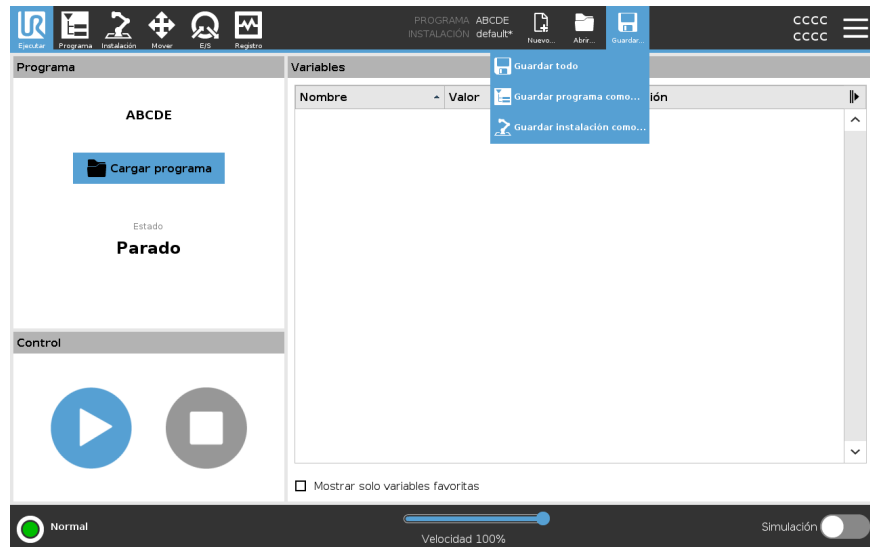 UR
Ejecutar
Programa
Instalación
Mover
E/S
Registro
PROGRAMA ABCDE
INSTALACIÓN default*
Nuevo...
Abrir...
Guardar...
CCCC
CCCC
Programa
Variables
Guardar todo
Guardar programa como...
Guardar instalación como...
Nombre
Valor
ABCDE
Cargar programa
Estado
Parado
Control
Mostrar solo variables favoritas
Normal
Velocidad 100%
Simulación